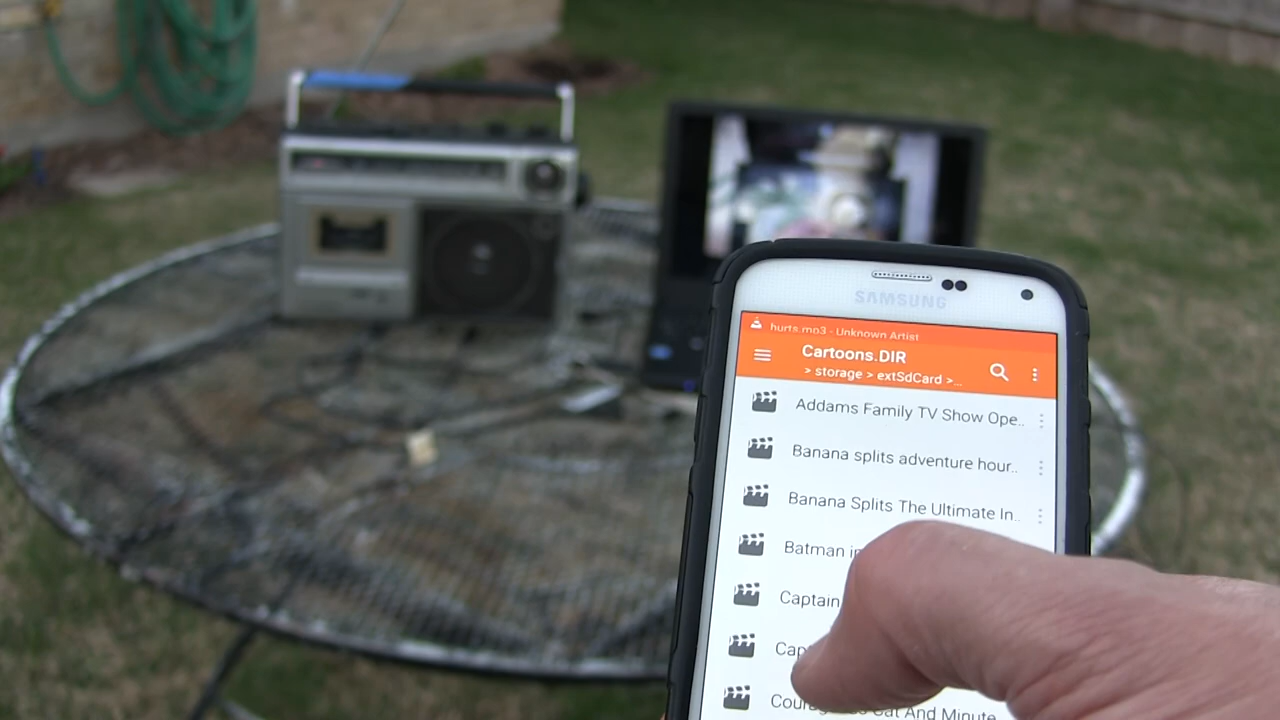 SAMSUNG
hurts.mp3 - Unknown Artist
Cartoons.DIR
> storage > extSdCard >...
Addams Family TV Show Ope..
Banana splits adventure hour..
Banana Splits The Ultimate In..
Batman
Captain
Cat And Minute